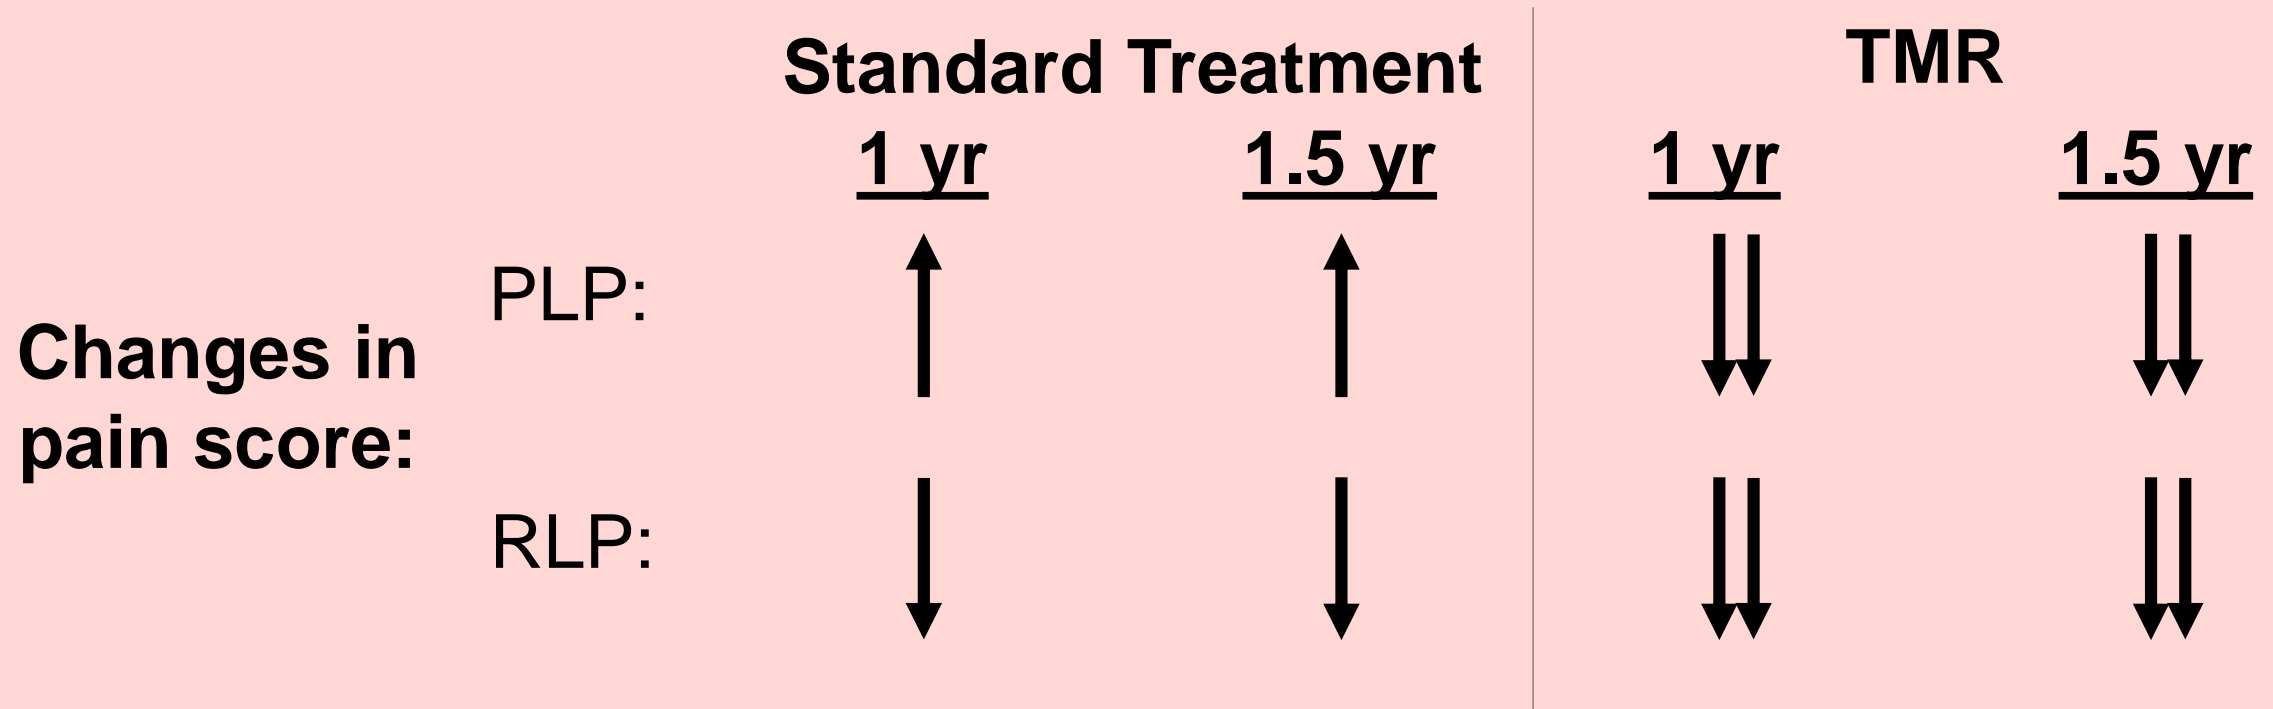 Standard Treatment
TMR
1 yr
1.5 yr
1 yr
1.5 yr
PLP:
Changes in
pain score:
RLP: